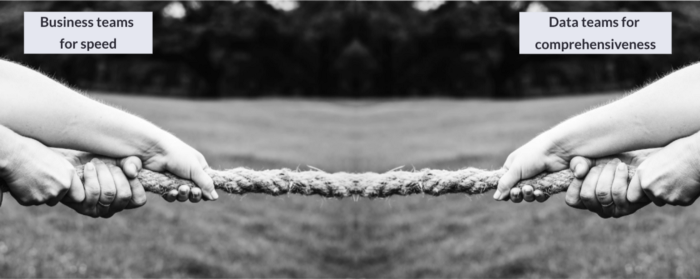 Business teams
for speed
Data teams for
comprehensiveness